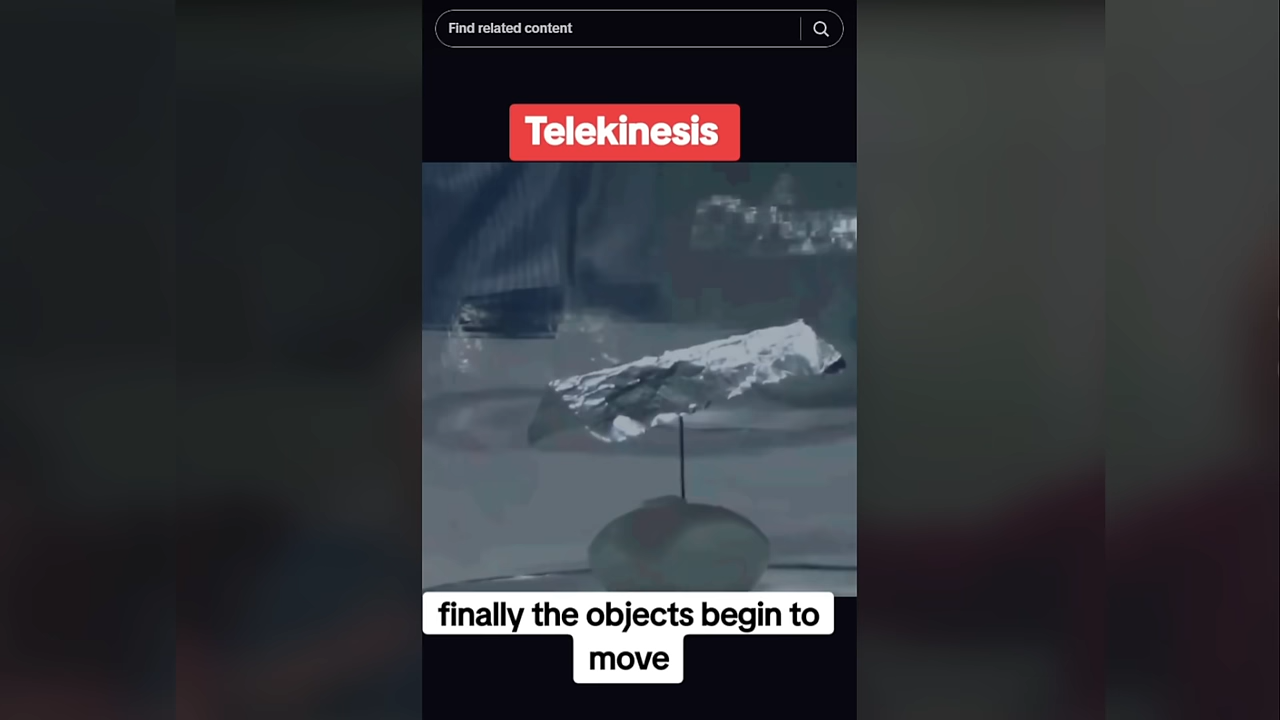 Find related content
Telekinesis
finally the objects begin to
move